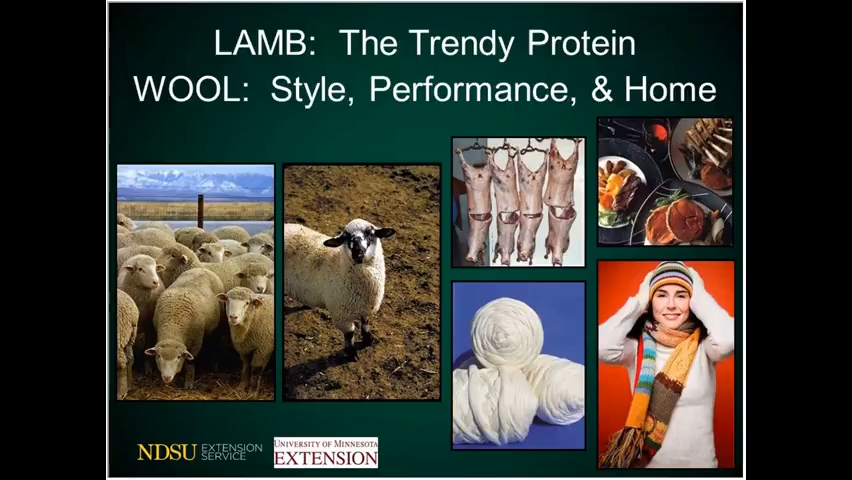 LAMB: The Trendy Protein
WOOL: Style, Performance, & Home
NDSU EXTENSION
SERVICE
UNIVERSITY OF MINNESOTA
EXTENSION